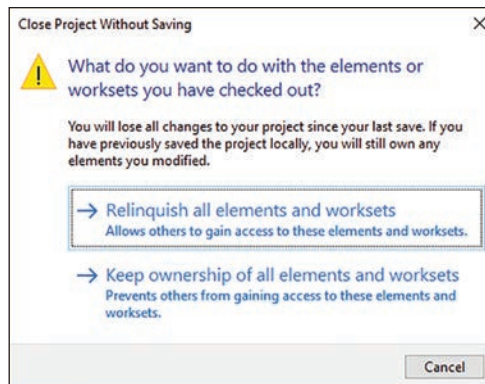 Close Project Without Saving
What do you want to do with the elements or
worksets you have checked out?
You will lose all changes to your project since your last save. If you
have previously saved the project locally, you will still own any
elements you modified.
→ Relinquish all elements and worksets
Allows others to gain access to these elements and worksets.
→ Keep ownership of all elements and worksets
Prevents others from gaining access to these elements and
worksets.
Cancel